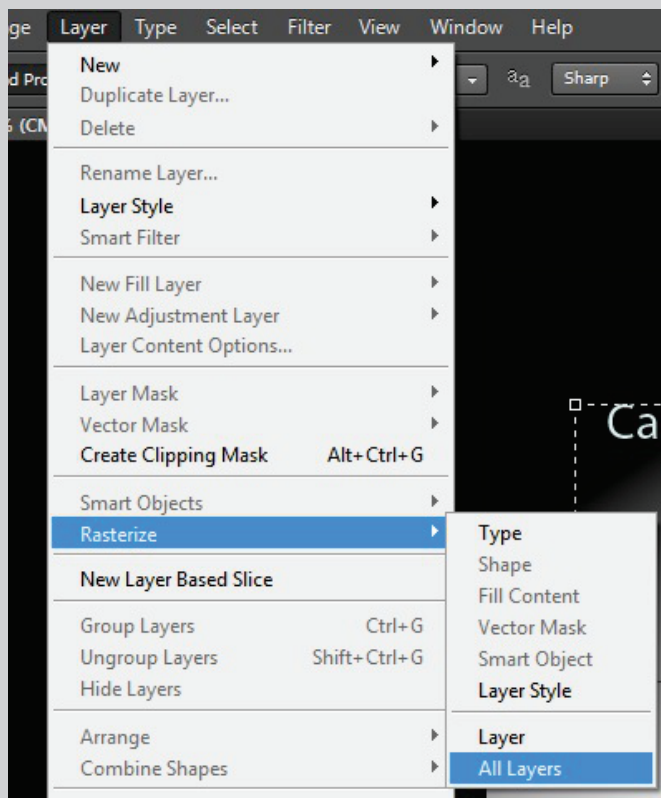 ge Layer Type Select Filter View Window Help
d Pro aa Sharp
% (CM
New
Duplicate Layer...
Delete
Rename Layer...
Layer Style
Smart Filter
New Fill Layer
New Adjustment Layer
Layer Content Options...
Layer Mask
Vector Mask
Create Clipping Mask Alt+Ctrl+G
Smart Objects
Rasterize
New Layer Based Slice
Group Layers Ctrl+G
Ungroup Layers Shift+Ctrl+G
Hide Layers
Arrange
Combine Shapes
Ca
Type
Shape
Fill Content
Vector Mask
Smart Object
Layer Style
Layer
All Layers